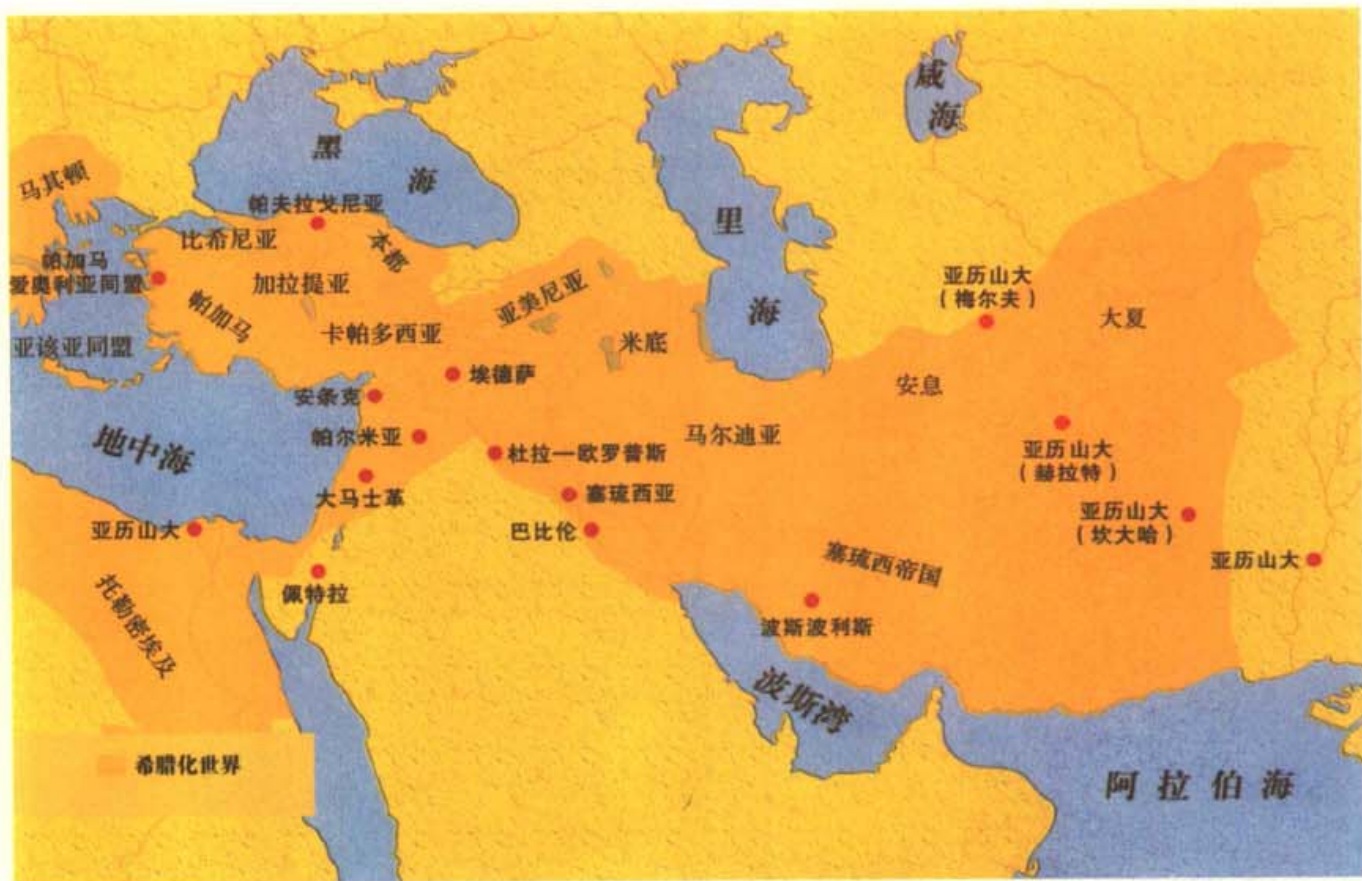 咸海
黑海
马其顿
帕夫拉戈尼亚
比希尼亚
本都
里海
帕加马
爱奥利亚同盟
加拉提亚
亚美尼亚
亚历山大
（梅尔夫）
帕加马
大夏
亚该亚同盟
卡帕多西亚
米底
埃德萨
安息
安条克
地中海
帕尔米亚
马尔迪亚
杜拉—欧罗普斯
亚历山大
（赫拉特）
大马士革
塞琉西亚
亚历山大
（坎大哈）
亚历山大
巴比伦
塞琉西帝国
亚历山大
佩特拉
托勒密埃及
波斯波利斯
波斯湾
希腊化世界
阿拉伯海